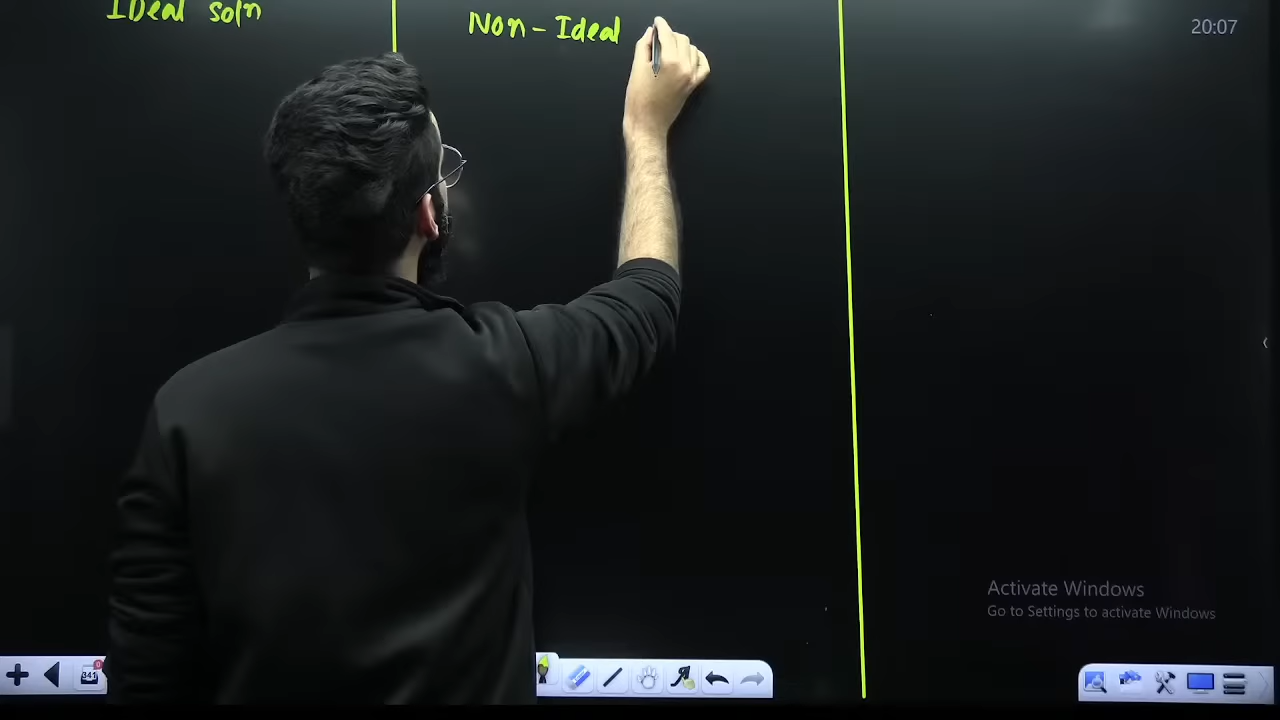 IDeal soln
Non-Ideal
20:07
Activate Windows
Go to Settings to activate Windows